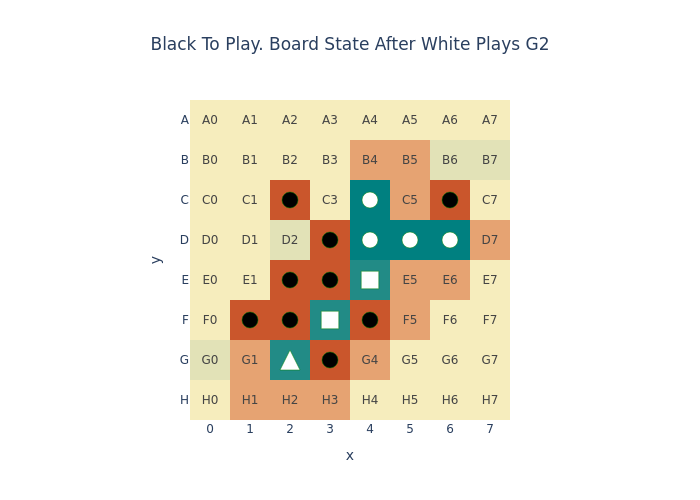 Black To Play. Board State After White Plays G2
A A0 A1 A2 A3 A4 A5 A6 A7
B B0 B1 B2 B3 B4 B5 B6 B7
C C0 C1 C3 C5 C7
D D0 D1 D2 D7
E E0 E1 E5 E6 E7
F F0 F5 F6 F7
G G0 G1 G4 G5 G6 G7
H H0 H1 H2 H3 H4 H5 H6 H7
0 1 2 3 4 5 6 7
x
y